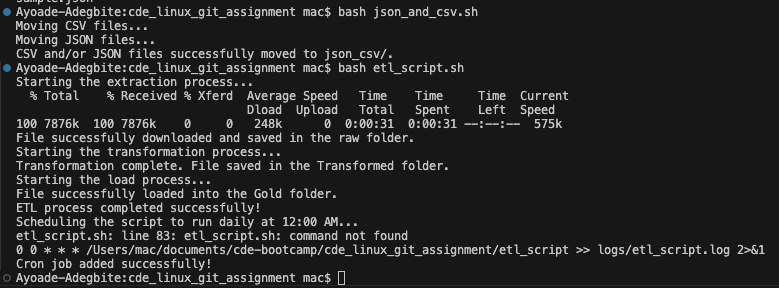 Ayoade-Adegbite:cde_linux_git_assignment mac$ bash json_and_csv.sh
Moving CSV files...
Moving JSON files...
CSV and/or JSON files successfully moved to json_csv/.
Ayoade-Adegbite:cde_linux_git_assignment mac$ bash etl_script.sh
Starting the extraction process...
% Total % Received % Xferd Average Speed Time Time Time Current
Dload Upload Total Spent Left Speed
100 7876k 100 7876k 0 0 248k 0 0:00:31 0:00:31 --:--:-- 575k
File successfully downloaded and saved in the raw folder.
Starting the transformation process...
Transformation complete. File saved in the Transformed folder.
Starting the load process...
File successfully loaded into the Gold folder.
ETL process completed successfully!
Scheduling the script to run daily at 12:00 AM...
etl_script.sh: line 83: etl_script.sh: command not found
0 0 * * * /Users/mac/documents/cde-bootcamp/cde_linux_git_assignment/etl_script >> logs/etl_script.log 2>&1
Cron job added successfully!
Ayoade-Adegbite:cde_linux_git_assignment mac$